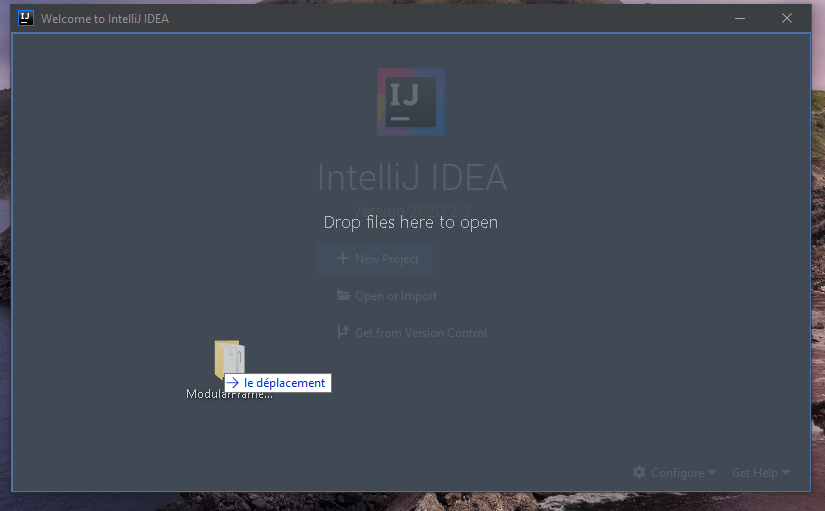 Welcome to IntelliJ IDEA
IJ
IntelliJ IDEA
Version 2020.2.3
Drop files here to open
New Project
Open or Import
Get from Version Control
le déplacement
ModularFrame...
Configure
Get Help